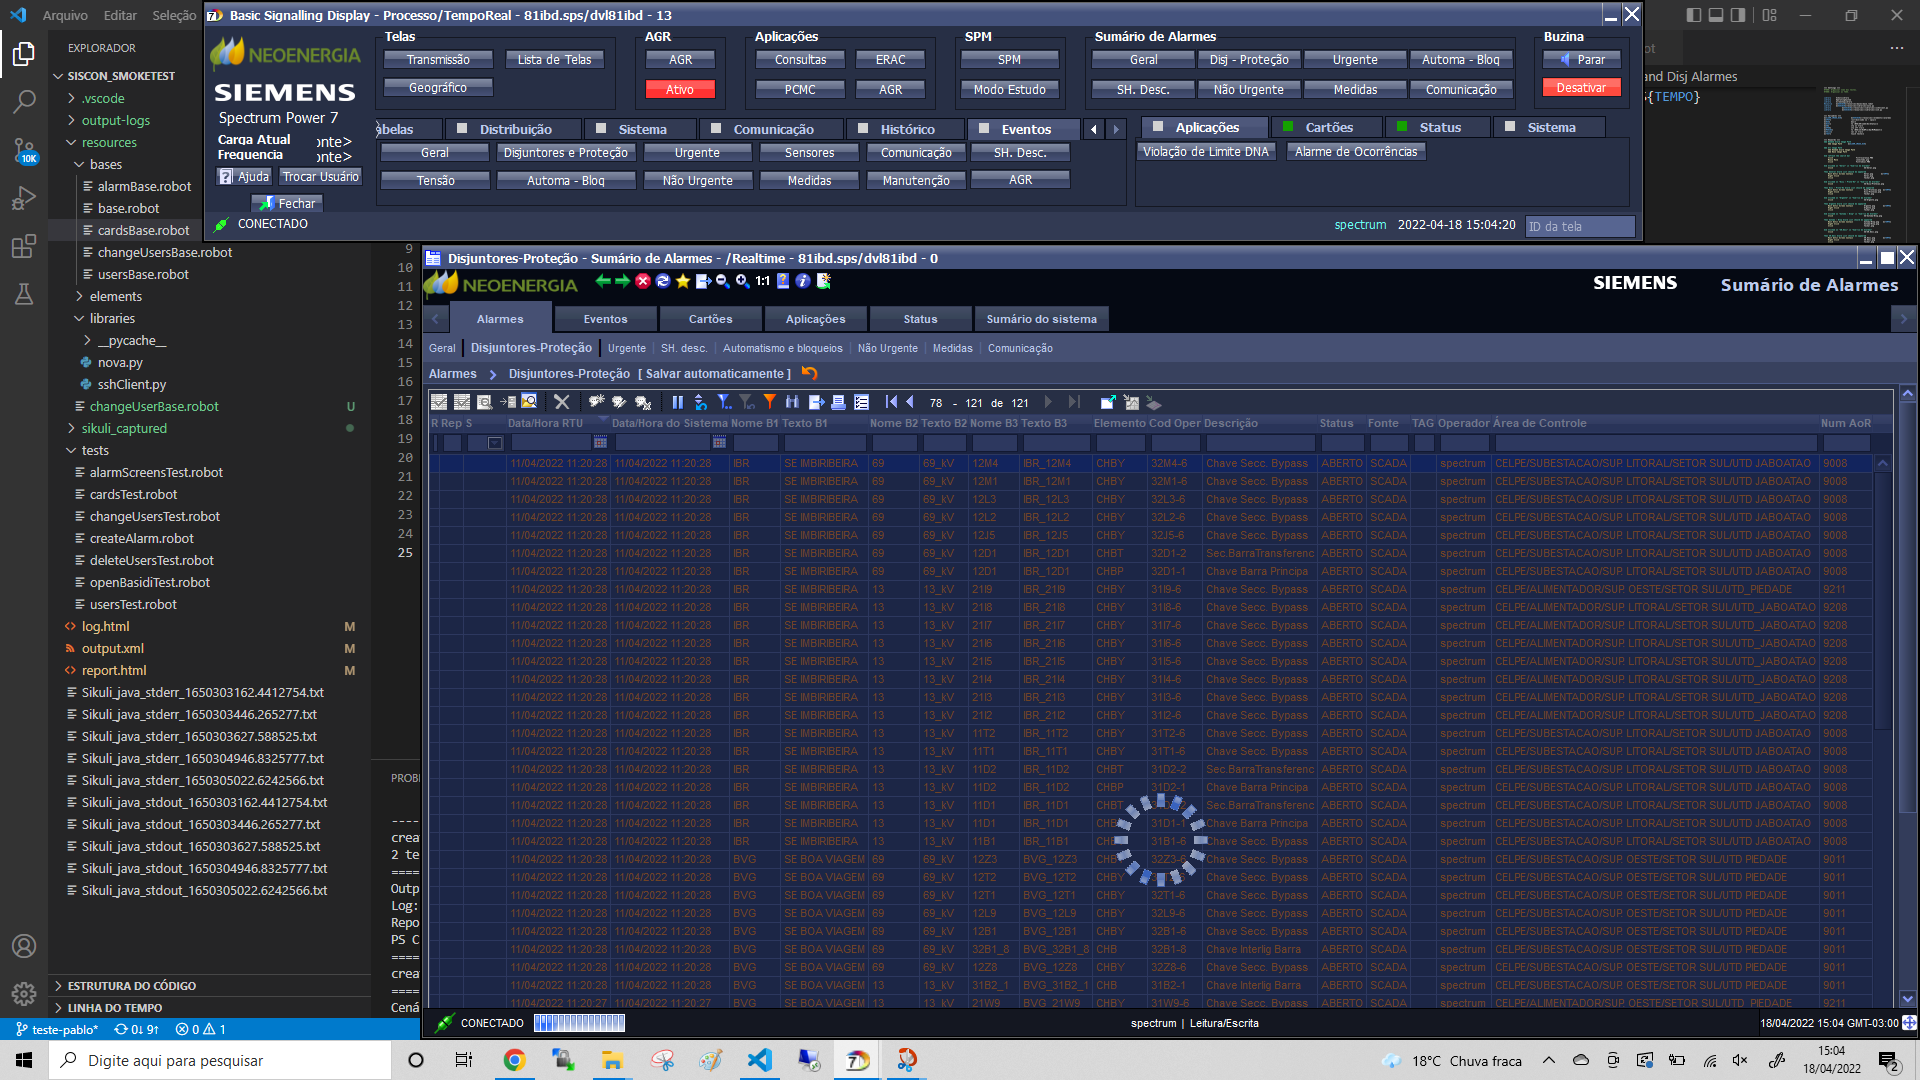 Arquivo Editar Seleção
Basic Signalling Display - Processo/TempoReal - 81ibd.sps/dvl81ibd - 13
NEOENERGIA
SIEMENS
Spectrum Power 7
Carga Atual onte>
Frequencia onte>
Ajuda Trocar Usuário
Fechar
CONECTADO
Telas
Transmissão Lista de Telas
Geográfico
AGR
AGR
Ativo
Aplicações
Consultas ERAC
PCMC AGR
SPM
SPM
Modo Estudo
Sumário de Alarmes
Geral Disj - Proteção Urgente Automa - Bloq
SH. Desc. Não Urgente Medidas Comunicação
Buzina
Parar
Desativar
abelas Distribuição Sistema Comunicação Histórico Eventos
Geral Disjuntores e Proteção Urgente Sensores Comunicação SH. Desc.
Tensão Automa - Bloq Não Urgente Medidas Manutenção AGR
Aplicações Cartões Status Sistema
Violação de Limite DNA Alarme de Ocorrências
spectrum 2022-04-18 15:04:20 ID da tela
ot
and Disj Alarmes
{TEMPO}
EXPLORADOR
SISCON_SMOKETEST
.vscode
output-logs
resources
bases
alarmBase.robot
base.robot
cardsBase.robot
changeUsersBase.robot
usersBase.robot
elements
libraries
__pycache__
nova.py
sshClient.py
changeUserBase.robot U
sikuli_captured
tests
alarmScreensTest.robot
cardsTest.robot
changeUsersTest.robot
createAlarm.robot
deleteUsersTest.robot
openBasidiTest.robot
usersTest.robot
log.html M
output.xml M
report.html M
Sikuli_java_stderr_1650303162.4412754.txt
Sikuli_java_stderr_1650303446.265277.txt
Sikuli_java_stderr_1650303627.588525.txt
Sikuli_java_stderr_1650304946.8325777.txt
Sikuli_java_stderr_1650305022.6242566.txt
Sikuli_java_stdout_1650303162.4412754.txt
Sikuli_java_stdout_1650303446.265277.txt
Sikuli_java_stdout_1650303627.588525.txt
Sikuli_java_stdout_1650304946.8325777.txt
Sikuli_java_stdout_1650305022.6242566.txt
ESTRUTURA DO CÓDIGO
LINHA DO TEMPO
10K
9
10
11
12
13
14
15
16
17
18
19
20
21
22
23
24
25
PROBL
----
crea
2 te
====
Outp
Log:
Repo
PS C
====
crea
====
Cená
Disjuntores-Proteção - Sumário de Alarmes - /Realtime - 81ibd.sps/dvl81ibd - 0
NEOENERGIA 1:1 SIEMENS Sumário de Alarmes
Alarmes Eventos Cartões Aplicações Status Sumário do sistema
Geral Disjuntores-Proteção Urgente SH. desc. Automatismo e bloqueios Não Urgente Medidas Comunicação
Alarmes Disjuntores-Proteção [ Salvar automaticamente ]
78 - 121 de 121
R Rep S Data/Hora RTU Data/Hora do Sistema Nome B1 Texto B1 Nome B2 Texto B2 Nome B3 Texto B3 Elemento Cod Oper Descrição Status Fonte TAG Operador Área de Controle Num AoR
11/04/2022 11:20:28 11/04/2022 11:20:28 IBR SE IMBIRIBEIRA 69 69_kV 12M4 IBR_12M4 CHBY 32M4-6 Chave Secc. Bypass ABERTO SCADA spectrum CELPE/SUBESTACAO/SUP. LITORAL/SETOR SUL/UTD JABOATAO 9008
11/04/2022 11:20:28 11/04/2022 11:20:28 IBR SE IMBIRIBEIRA 69 69_kV 12M1 IBR_12M1 CHBY 32M1-6 Chave Secc. Bypass ABERTO SCADA spectrum CELPE/SUBESTACAO/SUP. LITORAL/SETOR SUL/UTD JABOATAO 9008
11/04/2022 11:20:28 11/04/2022 11:20:28 IBR SE IMBIRIBEIRA 69 69_kV 12L3 IBR_12L3 CHBY 32L3-6 Chave Secc. Bypass ABERTO SCADA spectrum CELPE/SUBESTACAO/SUP. LITORAL/SETOR SUL/UTD JABOATAO 9008
11/04/2022 11:20:28 11/04/2022 11:20:28 IBR SE IMBIRIBEIRA 69 69_kV 12L2 IBR_12L2 CHBY 32L2-6 Chave Secc. Bypass ABERTO SCADA spectrum CELPE/SUBESTACAO/SUP. LITORAL/SETOR SUL/UTD JABOATAO 9008
11/04/2022 11:20:28 11/04/2022 11:20:28 IBR SE IMBIRIBEIRA 69 69_kV 12J5 IBR_12J5 CHBY 32J5-6 Chave Secc. Bypass ABERTO SCADA spectrum CELPE/SUBESTACAO/SUP. LITORAL/SETOR SUL/UTD JABOATAO 9008
11/04/2022 11:20:28 11/04/2022 11:20:28 IBR SE IMBIRIBEIRA 69 69_kV 12D1 IBR_12D1 CHBT 32D1-2 Sec.BarraTransferenc ABERTO SCADA spectrum CELPE/SUBESTACAO/SUP. LITORAL/SETOR SUL/UTD JABOATAO 9008
11/04/2022 11:20:28 11/04/2022 11:20:28 IBR SE IMBIRIBEIRA 69 69_kV 12D1 IBR_12D1 CHBP 32D1-1 Chave Barra Principa ABERTO SCADA spectrum CELPE/SUBESTACAO/SUP. LITORAL/SETOR SUL/UTD JABOATAO 9008
11/04/2022 11:20:28 11/04/2022 11:20:28 IBR SE IMBIRIBEIRA 13 13_kV 21I9 IBR_21I9 CHBY 31I9-6 Chave Secc. Bypass ABERTO SCADA spectrum CELPE/ALIMENTADOR/SUP. OESTE/SETOR SUL/UTD_PIEDADE 9211
11/04/2022 11:20:28 11/04/2022 11:20:28 IBR SE IMBIRIBEIRA 13 13_kV 21I8 IBR_21I8 CHBY 31I8-6 Chave Secc. Bypass ABERTO SCADA spectrum CELPE/ALIMENTADOR/SUP. LITORAL/SETOR SUL/UTD_JABOATAO 9208
11/04/2022 11:20:28 11/04/2022 11:20:28 IBR SE IMBIRIBEIRA 13 13_kV 21I7 IBR_21I7 CHBY 31I7-6 Chave Secc. Bypass ABERTO SCADA spectrum CELPE/ALIMENTADOR/SUP. LITORAL/SETOR SUL/UTD_JABOATAO 9208
11/04/2022 11:20:28 11/04/2022 11:20:28 IBR SE IMBIRIBEIRA 13 13_kV 21I6 IBR_21I6 CHBY 31I6-6 Chave Secc. Bypass ABERTO SCADA spectrum CELPE/ALIMENTADOR/SUP. LITORAL/SETOR SUL/UTD_JABOATAO 9208
11/04/2022 11:20:28 11/04/2022 11:20:28 IBR SE IMBIRIBEIRA 13 13_kV 21I5 IBR_21I5 CHBY 31I5-6 Chave Secc. Bypass ABERTO SCADA spectrum CELPE/ALIMENTADOR/SUP. LITORAL/SETOR SUL/UTD_JABOATAO 9208
11/04/2022 11:20:28 11/04/2022 11:20:28 IBR SE IMBIRIBEIRA 13 13_kV 21I4 IBR_21I4 CHBY 31I4-6 Chave Secc. Bypass ABERTO SCADA spectrum CELPE/ALIMENTADOR/SUP. LITORAL/SETOR SUL/UTD_JABOATAO 9208
11/04/2022 11:20:28 11/04/2022 11:20:28 IBR SE IMBIRIBEIRA 13 13_kV 21I3 IBR_21I3 CHBY 31I3-6 Chave Secc. Bypass ABERTO SCADA spectrum CELPE/ALIMENTADOR/SUP. LITORAL/SETOR SUL/UTD_JABOATAO 9208
11/04/2022 11:20:28 11/04/2022 11:20:28 IBR SE IMBIRIBEIRA 13 13_kV 21I2 IBR_21I2 CHBY 31I2-6 Chave Secc. Bypass ABERTO SCADA spectrum CELPE/ALIMENTADOR/SUP. LITORAL/SETOR SUL/UTD_JABOATAO 9208
11/04/2022 11:20:28 11/04/2022 11:20:28 IBR SE IMBIRIBEIRA 13 13_kV 11T2 IBR_11T2 CHBY 31T2-6 Chave Secc. Bypass ABERTO SCADA spectrum CELPE/SUBESTACAO/SUP. LITORAL/SETOR SUL/UTD JABOATAO 9008
11/04/2022 11:20:28 11/04/2022 11:20:28 IBR SE IMBIRIBEIRA 13 13_kV 11T1 IBR_11T1 CHBY 31T1-6 Chave Secc. Bypass ABERTO SCADA spectrum CELPE/SUBESTACAO/SUP. LITORAL/SETOR SUL/UTD JABOATAO 9008
11/04/2022 11:20:28 11/04/2022 11:20:28 IBR SE IMBIRIBEIRA 13 13_kV 11D2 IBR_11D2 CHBT 31D2-2 Sec.BarraTransferenc ABERTO SCADA spectrum CELPE/SUBESTACAO/SUP. LITORAL/SETOR SUL/UTD JABOATAO 9008
11/04/2022 11:20:28 11/04/2022 11:20:28 IBR SE IMBIRIBEIRA 13 13_kV 11D2 IBR_11D2 CHBP 31D2-1 Chave Barra Principa ABERTO SCADA spectrum CELPE/SUBESTACAO/SUP. LITORAL/SETOR SUL/UTD JABOATAO 9008
11/04/2022 11:20:28 11/04/2022 11:20:28 IBR SE IMBIRIBEIRA 13 13_kV 11D1 IBR_11D1 CHBT Sec.BarraTransferenc ABERTO SCADA spectrum CELPE/SUBESTACAO/SUP. LITORAL/SETOR SUL/UTD JABOATAO 9008
11/04/2022 11:20:28 11/04/2022 11:20:28 IBR SE IMBIRIBEIRA 13 13_kV 11D1 IBR_11D1 CHB 31D1-1 Chave Barra Principa ABERTO SCADA spectrum CELPE/SUBESTACAO/SUP. LITORAL/SETOR SUL/UTD JABOATAO 9008
11/04/2022 11:20:28 11/04/2022 11:20:28 IBR SE IMBIRIBEIRA 13 13_kV 11B1 IBR_11B1 CHB 31B1-6 Chave Secc. Bypass ABERTO SCADA spectrum CELPE/SUBESTACAO/SUP. LITORAL/SETOR SUL/UTD JABOATAO 9008
11/04/2022 11:20:28 11/04/2022 11:20:28 BVG SE BOA VIAGEM 69 69_kV 12Z3 BVG_12Z3 CHB 32Z3-6 Chave Secc. Bypass ABERTO SCADA spectrum CELPE/SUBESTACAO/SUP. OESTE/SETOR SUL/UTD PIEDADE 9011
11/04/2022 11:20:28 11/04/2022 11:20:28 BVG SE BOA VIAGEM 69 69_kV 12T2 BVG_12T2 CHBY Chave Secc. Bypass ABERTO SCADA spectrum CELPE/SUBESTACAO/SUP. OESTE/SETOR SUL/UTD PIEDADE 9011
11/04/2022 11:20:28 11/04/2022 11:20:28 BVG SE BOA VIAGEM 69 69_kV 12T1 BVG_12T1 CHBY 32T1-6 Chave Secc. Bypass ABERTO SCADA spectrum CELPE/SUBESTACAO/SUP. OESTE/SETOR SUL/UTD PIEDADE 9011
11/04/2022 11:20:28 11/04/2022 11:20:28 BVG SE BOA VIAGEM 69 69_kV 12L9 BVG_12L9 CHBY 32L9-6 Chave Secc. Bypass ABERTO SCADA spectrum CELPE/SUBESTACAO/SUP. OESTE/SETOR SUL/UTD PIEDADE 9011
11/04/2022 11:20:28 11/04/2022 11:20:28 BVG SE BOA VIAGEM 69 69_kV 12B1 BVG_12B1 CHBY 32B1-6 Chave Secc. Bypass ABERTO SCADA spectrum CELPE/SUBESTACAO/SUP. OESTE/SETOR SUL/UTD PIEDADE 9011
11/04/2022 11:20:28 11/04/2022 11:20:28 BVG SE BOA VIAGEM 69 69_kV 32B1_8 BVG_32B1_8 CHB 32B1-8 Chave Interlig Barra ABERTO SCADA spectrum CELPE/SUBESTACAO/SUP. OESTE/SETOR SUL/UTD PIEDADE 9011
11/04/2022 11:20:28 11/04/2022 11:20:28 BVG SE BOA VIAGEM 69 69_kV 12Z8 BVG_12Z8 CHBY 32Z8-6 Chave Secc. Bypass ABERTO SCADA spectrum CELPE/SUBESTACAO/SUP. OESTE/SETOR SUL/UTD PIEDADE 9011
11/04/2022 11:20:28 11/04/2022 11:20:28 BVG SE BOA VIAGEM 13 13_kV 31B2_1 BVG_31B2_1 CHB 31B2-1 Chave Interlig Barra ABERTO SCADA spectrum CELPE/SUBESTACAO/SUP. OESTE/SETOR SUL/UTD PIEDADE 9011
11/04/2022 11:20:27 11/04/2022 11:20:27 BVG SE BOA VIAGEM 13 13_kV 21W9 BVG_21W9 CHBY 31W9-6 Chave Secc. Bypass ABERTO SCADA spectrum CELPE/ALIMENTADOR/SUP. OESTE/SETOR SUL/UTD_PIEDADE 9211
CONECTADO spectrum | Leitura/Escrita 18/04/2022 15:04 GMT-03:00
teste-pablo* 0↓ 9↑ 0 1
Digite aqui para pesquisar
18°C Chuva fraca
15:04
18/04/2022
2